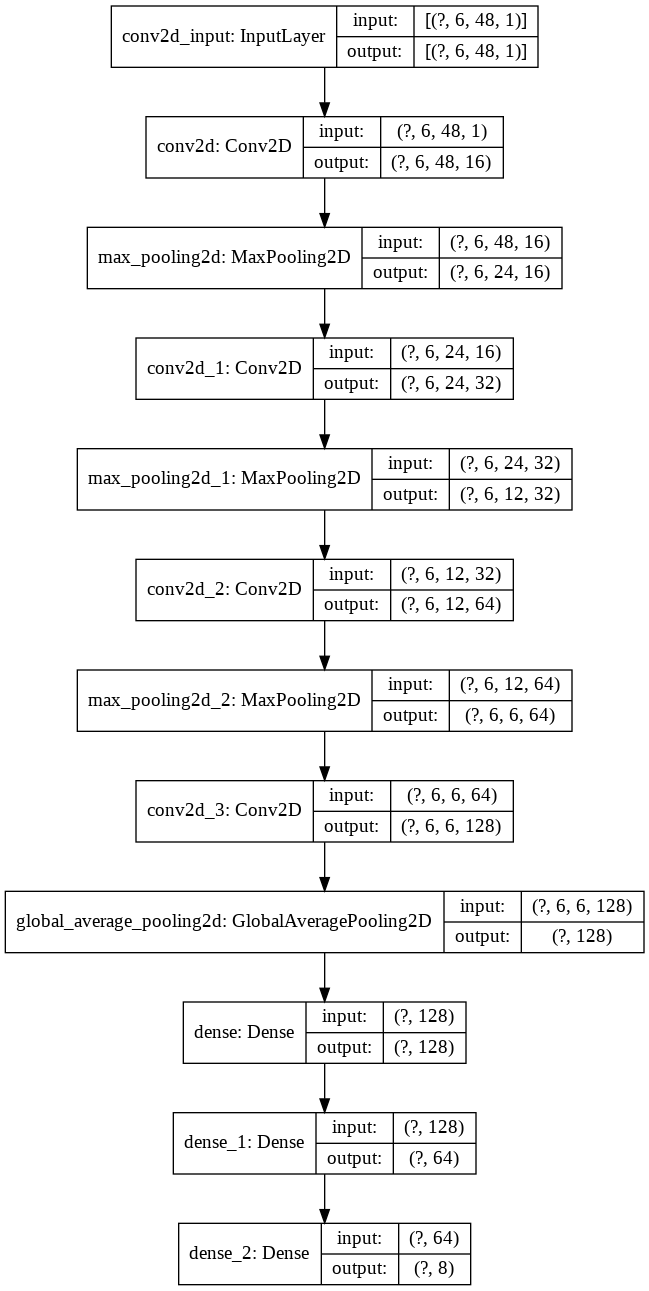 conv2d_input: InputLayer
input: [(?, 6, 48, 1)]
output: [(?, 6, 48, 1)]
conv2d: Conv2D
input: (?, 6, 48, 1)
output: (?, 6, 48, 16)
max_pooling2d: MaxPooling2D
input: (?, 6, 48, 16)
output: (?, 6, 24, 16)
conv2d_1: Conv2D
input: (?, 6, 24, 16)
output: (?, 6, 24, 32)
max_pooling2d_1: MaxPooling2D
input: (?, 6, 24, 32)
output: (?, 6, 12, 32)
conv2d_2: Conv2D
input: (?, 6, 12, 32)
output: (?, 6, 12, 64)
max_pooling2d_2: MaxPooling2D
input: (?, 6, 12, 64)
output: (?, 6, 6, 64)
conv2d_3: Conv2D
input: (?, 6, 6, 64)
output: (?, 6, 6, 128)
global_average_pooling2d: GlobalAveragePooling2D
input: (?, 6, 6, 128)
output: (?, 128)
dense: Dense
input: (?, 128)
output: (?, 128)
dense_1: Dense
input: (?, 128)
output: (?, 64)
dense_2: Dense
input: (?, 64)
output: (?, 8)